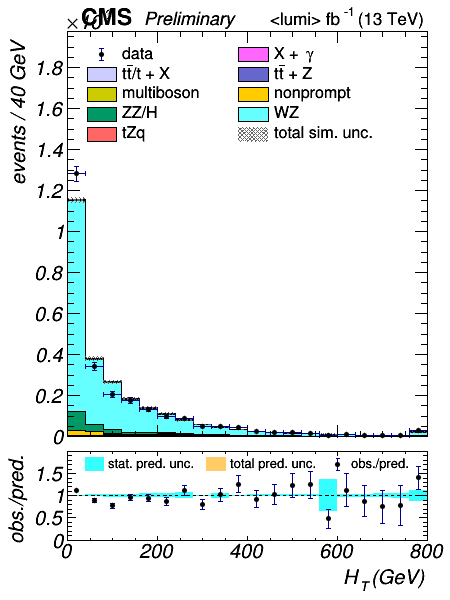 CMS Preliminary <lumi> fb⁻¹ (13 TeV)
data
X + γ
tt̄/t + X
tt̄ + Z
multiboson
nonprompt
ZZ/H
WZ
tZq
total sim. unc.
events / 40 GeV
1.8
1.6
1.4
1.2
1
0.8
0.6
0.4
0.2
0
stat. pred. unc. total pred. unc. obs./pred.
obs./pred.
1.5
1
0.5
0
0 200 400 600 800
H_T (GeV)